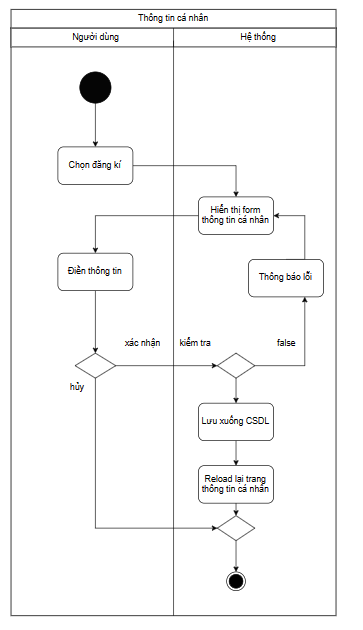 Thông tin cá nhân
Người dùng
Hệ thống
Chọn đăng kí
Hiển thị form
thông tin cá nhân
Điền thông tin
Thông báo lỗi
xác nhận
kiểm tra
false
hủy
Lưu xuống CSDL
Reload lại trang
thông tin cá nhân